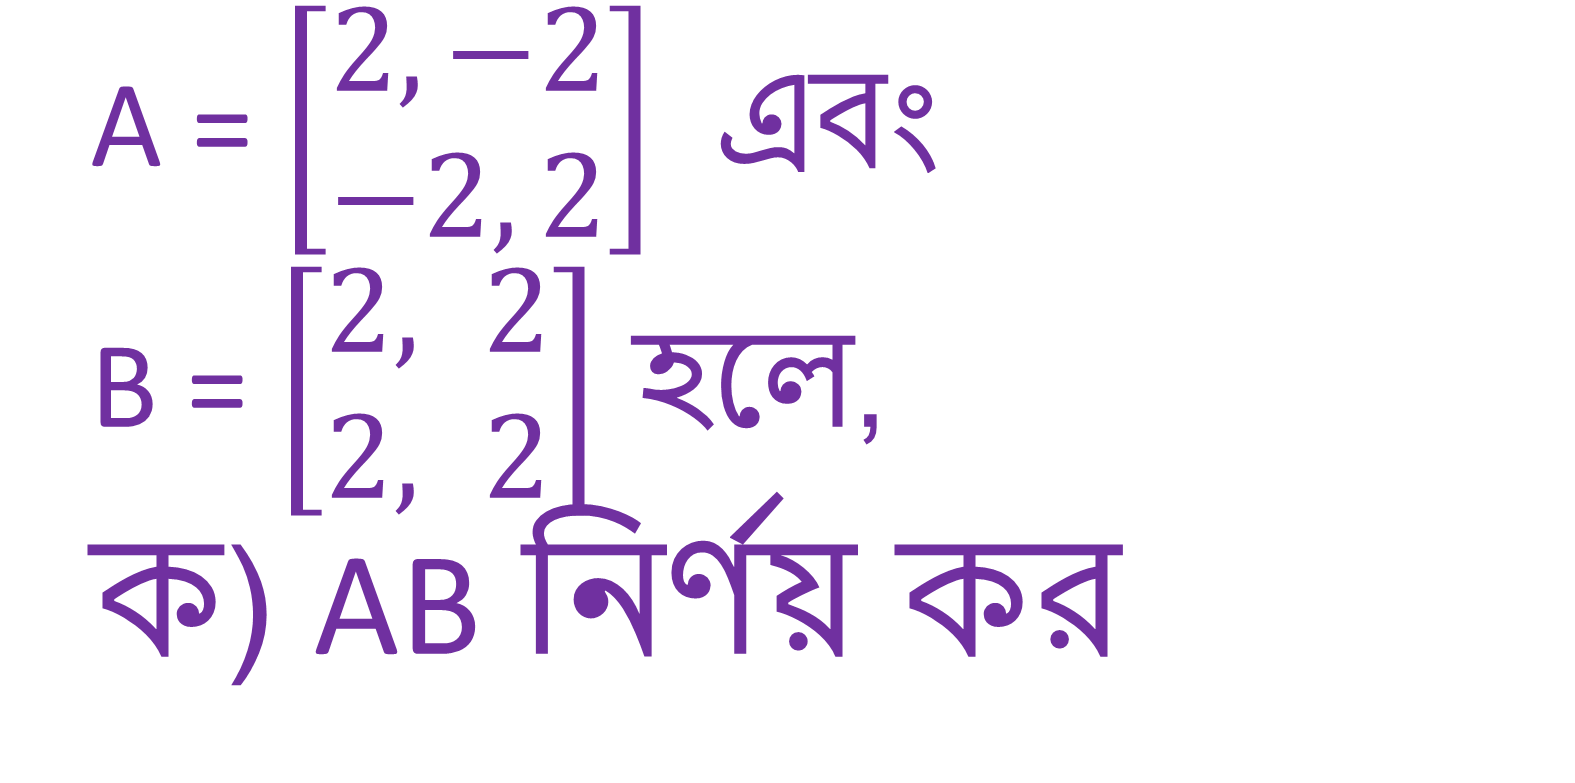 A = [2, −2
−2, 2] এবং
B = [2, 2
2, 2] হলে,
ক) AB নির্ণয় কর